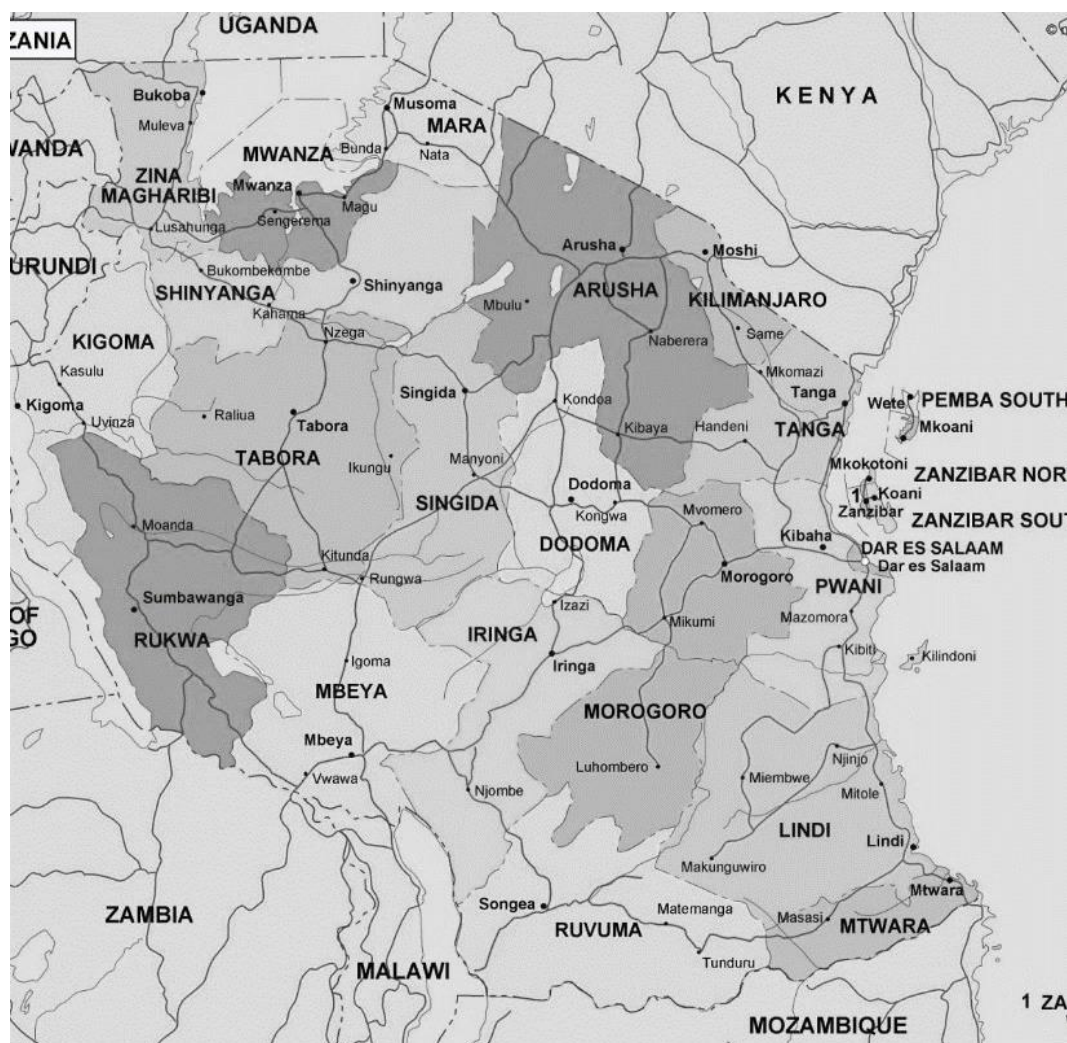 ZANIA
UGANDA
©
KENYA
Bukoba
Musoma
MARA
Muleva
WANDA
MWANZA
Bunda
Nata
ZINA
MAGHARIBI
Mwanza
Magu
Sengerema
Lusahunga
Arusha
Moshi
URUNDI
Bukombekombe
SHINYANGA
Shinyanga
ARUSHA
KILIMANJARO
Mbulu
Kahama
KIGOMA
Nzega
Naberera
Same
Kasulu
Mkomazi
Singida
Kigoma
Kondoa
Tanga
Wete
PEMBA SOUTH
Uvinza
Raliua
Tabora
Kibaya
Handeni
TANGA
Mkoani
TABORA
Ikungu
Manyoni
Mkokotoni
ZANZIBAR NOR
SINGIDA
Dodoma
1
Koani
Kongwa
Zanzibar
Moanda
Mvomero
ZANZIBAR SOUT
DODOMA
Kibaha
DAR ES SALAAM
Kitunda
Rungwa
Morogoro
Dar es Salaam
PWANI
Sumbawanga
Izazi
Mazomora
OF
GO
RUKWA
IRINGA
Mikumi
Igoma
Iringa
Kibiti
Kilindoni
MBEYA
MOROGORO
Mbeya
Njinjo
Vwawa
Luhombero
Miembwe
Njombe
Mitole
LINDI
Lindi
Makunguwiro
Mtwara
ZAMBIA
Songea
Matemanga
Masasi
RUVUMA
MTWARA
MALAWI
Tunduru
1 ZA
MOZAMBIQUE